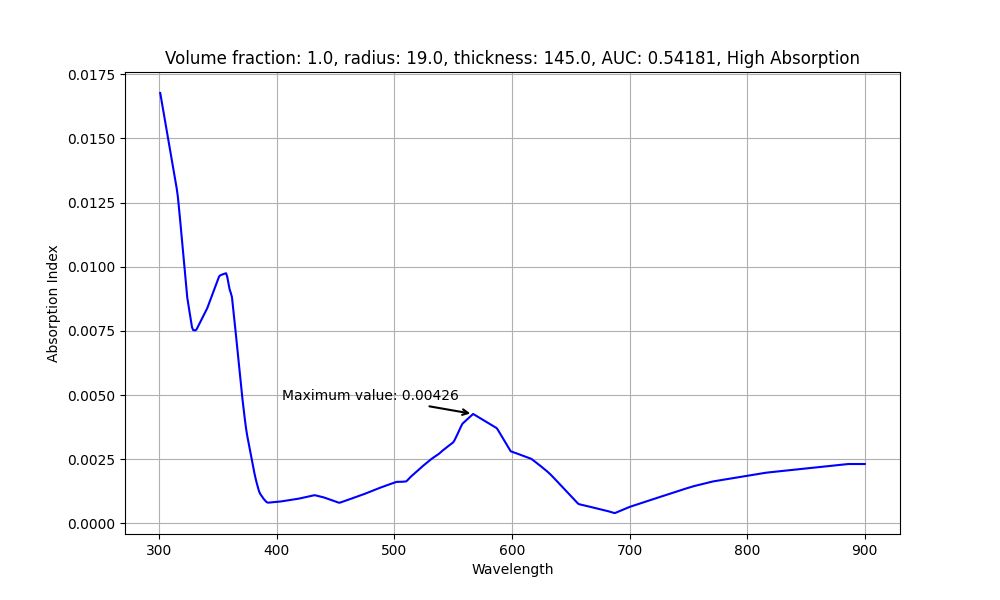 Volume fraction: 1.0, radius: 19.0, thickness: 145.0, AUC: 0.54181, High Absorption
0.0175
0.0150
0.0125
0.0100
0.0075
0.0050
0.0025
0.0000
Absorption Index
Maximum value: 0.00426
300 400 500 600 700 800 900
Wavelength